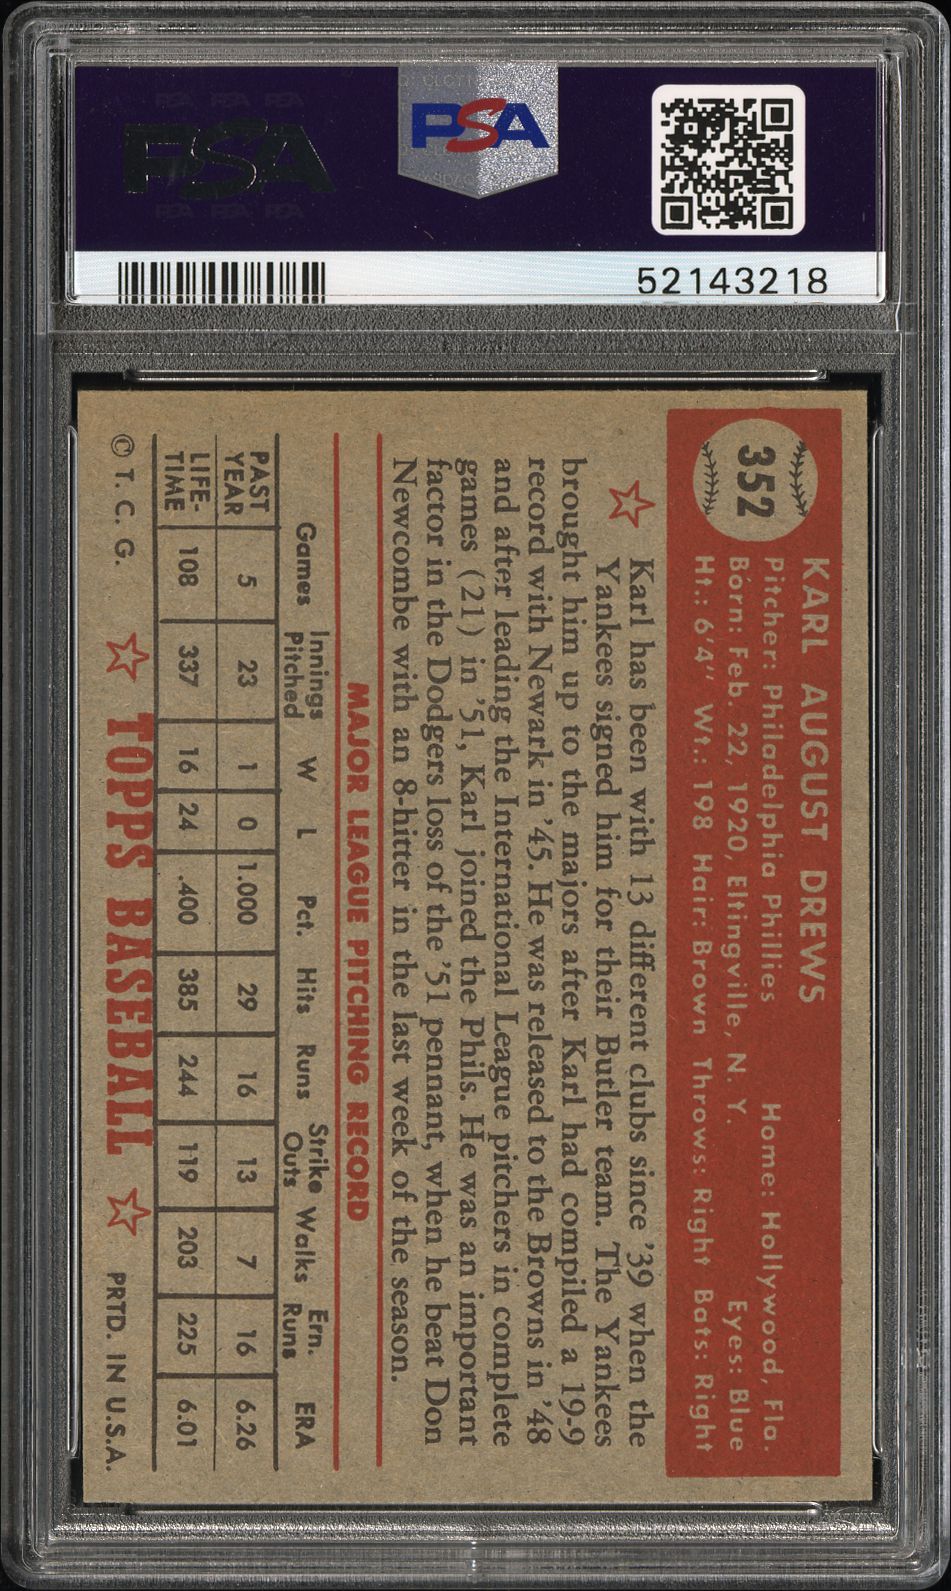 PSA
PSA
52143218
352
KARL AUGUST DREWS
Pitcher: Philadelphia Phillies Home: Hollywood, Fla.
Born: Feb. 22, 1920, Eltingville, N. Y. Eyes: Blue
Ht.: 6'4" Wt.: 198 Hair: Brown Throws: Right Bats: Right
Karl has been with 13 different clubs since '39 when the
Yankees signed him for their Butler team. The Yankees
brought him up to the majors after Karl had compiled a 19-9
record with Newark in '45. He was released to the Browns in '48
and after leading the International League pitchers in complete
games (21) in '51, Karl joined the Phils. He was an important
factor in the Dodgers loss of the '51 pennant, when he beat Don
Newcombe with an 8-hitter in the last week of the season.
MAJOR LEAGUE PITCHING RECORD
Games Innings Pitched W L Pct. Hits Runs Strike Outs Walks Ern. Runs ERA
PAST YEAR 5 23 1 0 1.000 29 16 13 7 16 6.26
LIFE-TIME 108 337 16 24 .400 385 244 119 203 225 6.01
© T. C. G. TOPPS BASEBALL PRTD. IN U.S.A.